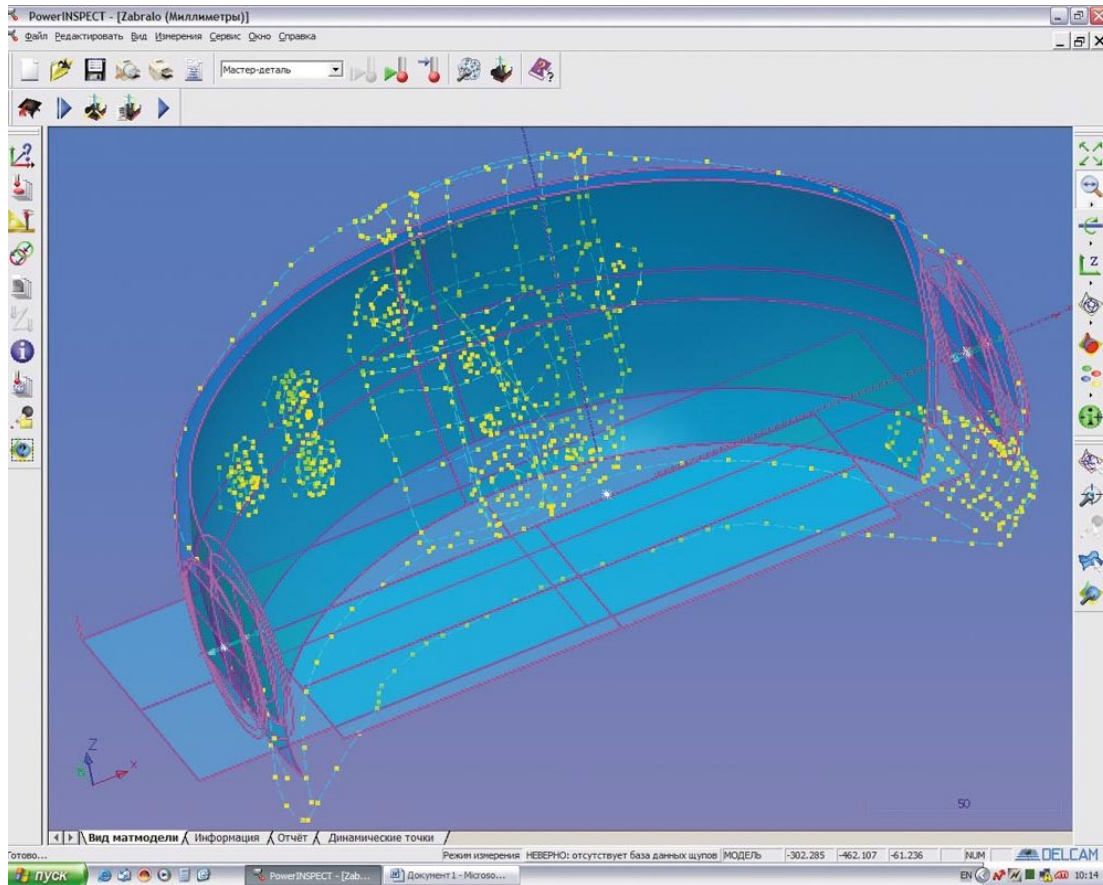 PowerINSPECT - [Zabralo (Миллиметры)]
Файл Редактировать Вид Измерения Сервис Окно Справка
Мастер-деталь
Z
Z
x
50
Вид матмодели Информация Отчёт Динамические точки
Готово...
Режим измерения НЕВЕРНО: отсутствует база данных щупов МОДЕЛЬ -302.285 -462.107 -61.236 NUM DELCAM
пуск
PowerINSPECT - [Zab...
Документ1 - Microso...
EN 10:14